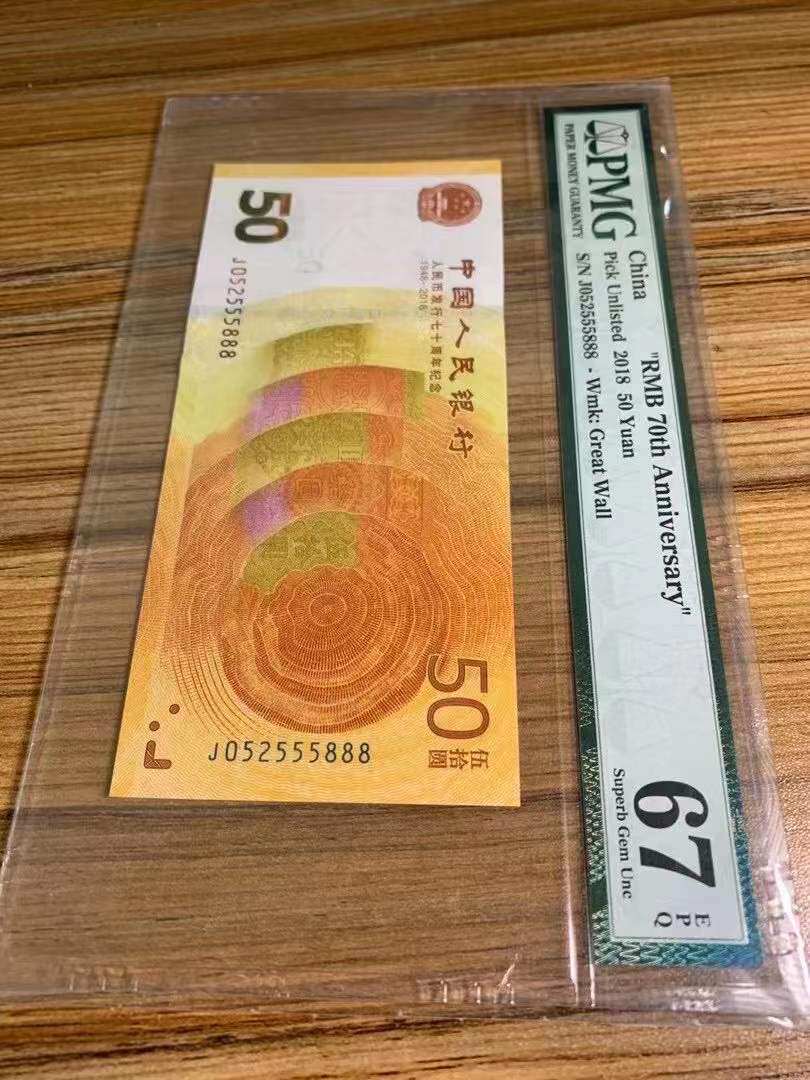 PMG
PAPER MONEY GUARANTY
China
"RMB 70th Anniversary"
Pick Unlisted 2018 50 Yuan
S/N J052555888 - Wmk: Great Wall
67
E
P
Q
Superb Gem Unc
中国人民银行
人民币发行七十周年纪念
1948-2018
50
J052555888
50
伍拾圆
J052555888